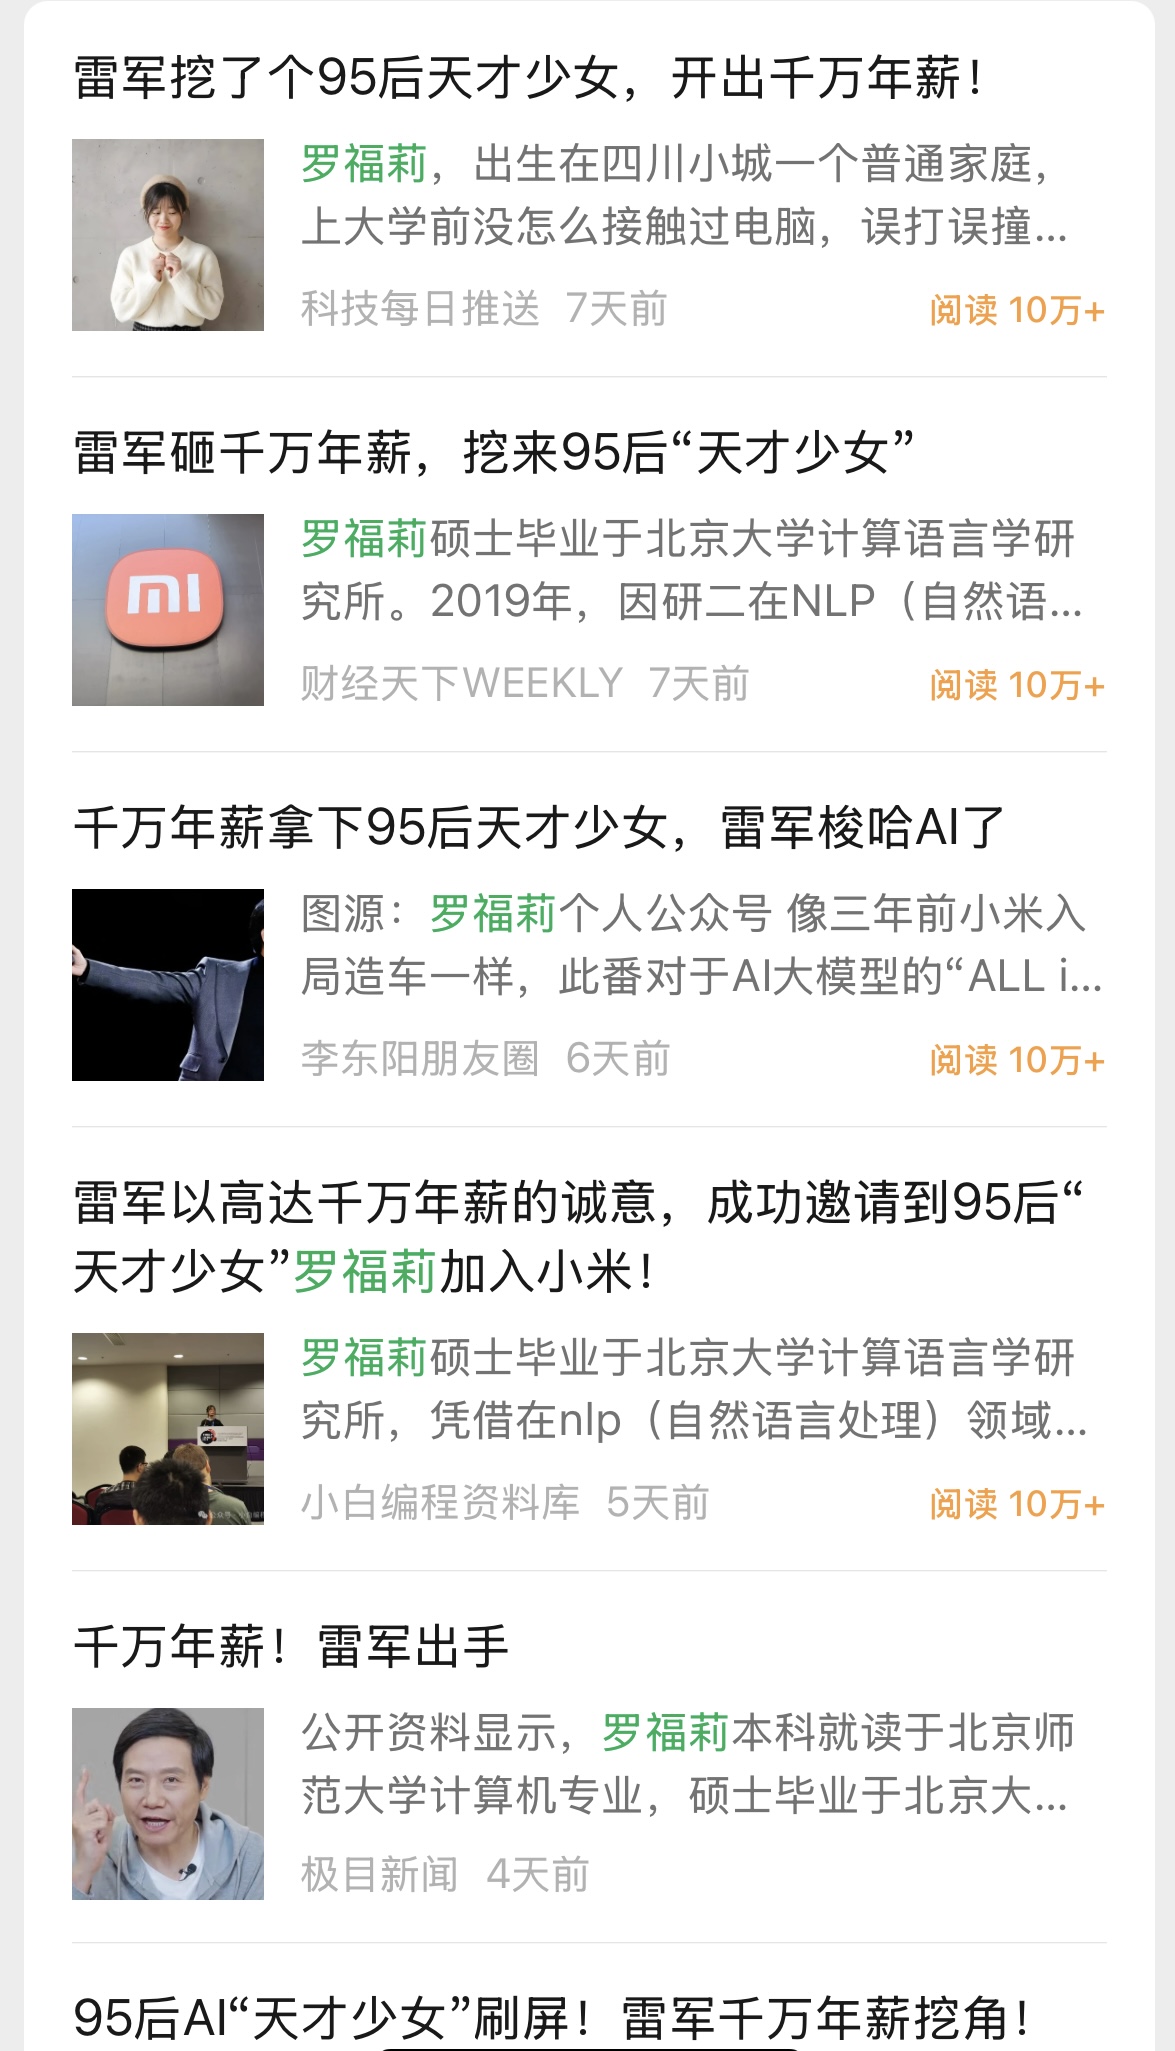 雷军挖了个95后天才少女，开出千万年薪！
罗福莉，出生在四川小城一个普通家庭，
上大学前没怎么接触过电脑，误打误撞...
科技每日推送 7天前
阅读 10万+
雷军砸千万年薪，挖来95后“天才少女”
罗福莉硕士毕业于北京大学计算语言学研
究所。2019年，因研二在NLP（自然语...
财经天下WEEKLY 7天前
阅读 10万+
千万年薪拿下95后天才少女，雷军梭哈AI了
图源：罗福莉个人公众号 像三年前小米入
局造车一样，此番对于AI大模型的“ALL i...
李东阳朋友圈 6天前
阅读 10万+
雷军以高达千万年薪的诚意，成功邀请到95后“
天才少女”罗福莉加入小米！
罗福莉硕士毕业于北京大学计算语言学研
究所，凭借在nlp（自然语言处理）领域...
小白编程资料库 5天前
阅读 10万+
千万年薪！雷军出手
公开资料显示，罗福莉本科就读于北京师
范大学计算机专业，硕士毕业于北京大...
极目新闻 4天前
95后AI“天才少女”刷屏！雷军千万年薪挖角！